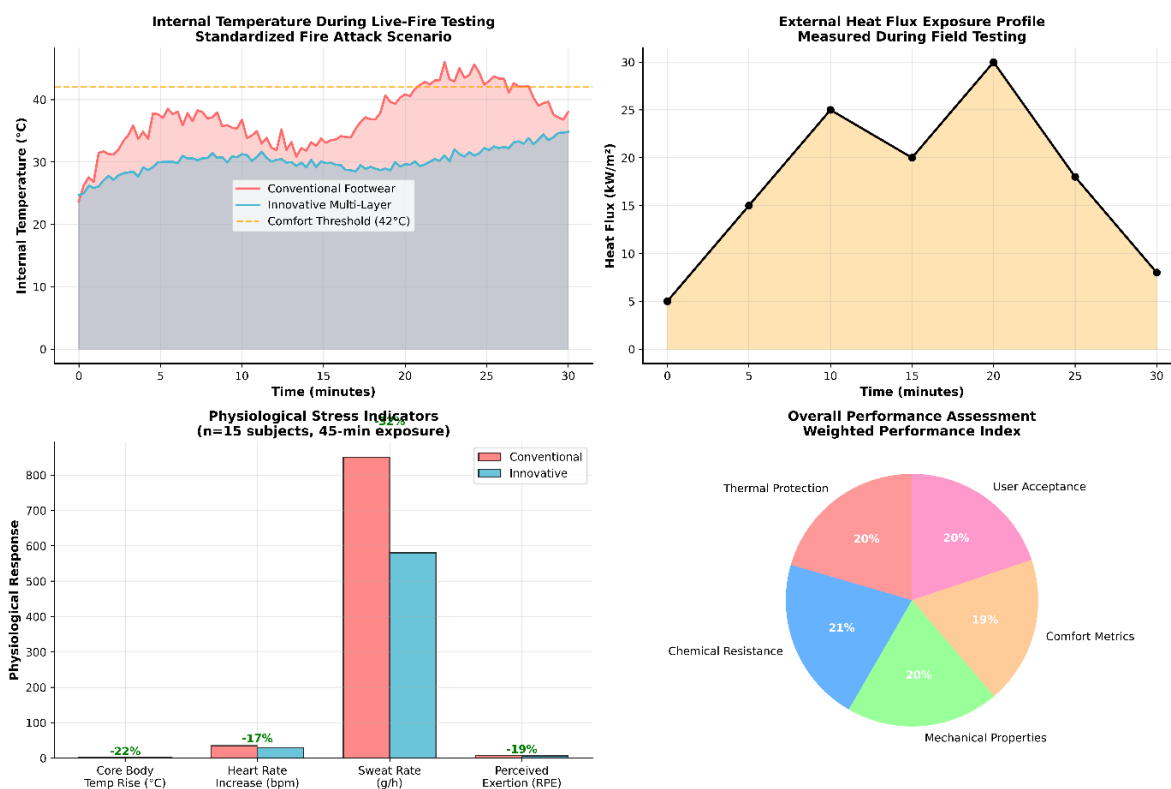 Internal Temperature During Live-Fire Testing
Standardized Fire Attack Scenario
Internal Temperature (°C)
40
30
20
10
0
Conventional Footwear
Innovative Multi-Layer
Comfort Threshold (42°C)
0 5 10 15 20 25 30
Time (minutes)
External Heat Flux Exposure Profile
Measured During Field Testing
Heat Flux (kW/m²)
30
25
20
15
10
5
0
0 5 10 15 20 25 30
Time (minutes)
Physiological Stress Indicators
(n=15 subjects, 45-min exposure)
-32%
Physiological Response
800
700
600
500
400
300
200
100
0
Conventional
Innovative
-22%
-17%
-19%
Core Body
Temp Rise (°C)
Heart Rate
Increase (bpm)
Sweat Rate
(g/h)
Perceived
Exertion (RPE)
Overall Performance Assessment
Weighted Performance Index
Thermal Protection
User Acceptance
20%
20%
Chemical Resistance
21%
19%
Comfort Metrics
20%
Mechanical Properties